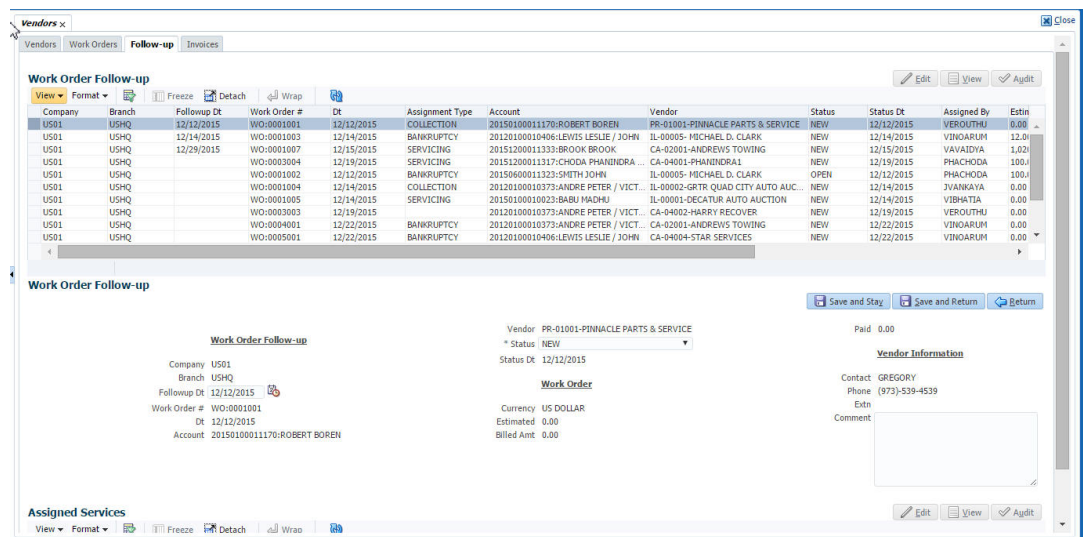 Vendors × Close
Vendors Work Orders Follow-up Invoices
Work Order Follow-up Edit View Audit
View Format Freeze Detach Wrap
Company Branch Followup Dt Work Order # Dt Assignment Type Account Vendor Status Status Dt Assigned By Estin
US01 USHQ 12/12/2015 WO:0001001 12/12/2015 COLLECTION 20150100011170:ROBERT BOREN PR-01001-PINNACLE PARTS & SERVICE NEW 12/12/2015 VEROUTHU 0.00
US01 USHQ 12/14/2015 WO:0001003 12/14/2015 BANKRUPTCY 20120100010406:LEWIS LESLIE / JOHN IL-00005- MICHAEL D. CLARK NEW 12/14/2015 VINOARUM 12.0
US01 USHQ 12/29/2015 WO:0001007 12/15/2015 SERVICING 20151200011333:BROOK BROOK CA-02001-ANDREWS TOWING NEW 12/15/2015 VAVAIDYA 1,02
US01 USHQ WO:0003004 12/19/2015 SERVICING 20151200011317:CHODA PHANINDRA ... CA-04001-PHANINDRA1 NEW 12/19/2015 PHACHODA 100.
US01 USHQ WO:0001002 12/12/2015 BANKRUPTCY 20150600011323:SMITH JOHN IL-00005- MICHAEL D. CLARK OPEN 12/12/2015 PHACHODA 100.
US01 USHQ WO:0001004 12/14/2015 COLLECTION 20120100010373:ANDRE PETER / VICT... IL-00002-GRTR QUAD CITY AUTO AUC... NEW 12/14/2015 JVANKAYA 0.00
US01 USHQ WO:0001005 12/14/2015 SERVICING 20150100010023:BABU MADHU IL-00001-DECATUR AUTO AUCTION NEW 12/14/2015 VIBHATIA 0.00
US01 USHQ WO:0003003 12/19/2015 20120100010373:ANDRE PETER / VICT... CA-04002-HARRY RECOVER NEW 12/19/2015 VEROUTHU 0.00
US01 USHQ WO:0004001 12/22/2015 BANKRUPTCY 20120100010373:ANDRE PETER / VICT... CA-02001-ANDREWS TOWING NEW 12/22/2015 VINOARUM 0.00
US01 USHQ WO:0005001 12/22/2015 BANKRUPTCY 20120100010406:LEWIS LESLIE / JOHN CA-04004-STAR SERVICES NEW 12/22/2015 VINOARUM 0.00
Work Order Follow-up
Save and Stay Save and Return Return
Work Order Follow-up
Company US01
Branch USHQ
Followup Dt 12/12/2015
Work Order # WO:0001001
Dt 12/12/2015
Account 20150100011170:ROBERT BOREN
Vendor PR-01001-PINNACLE PARTS & SERVICE
* Status NEW
Status Dt 12/12/2015
Work Order
Currency US DOLLAR
Estimated 0.00
Billed Amt 0.00
Paid 0.00
Vendor Information
Contact GREGORY
Phone (973)-539-4539
Extn
Comment
Assigned Services Edit View Audit
View Format Freeze Detach Wrap